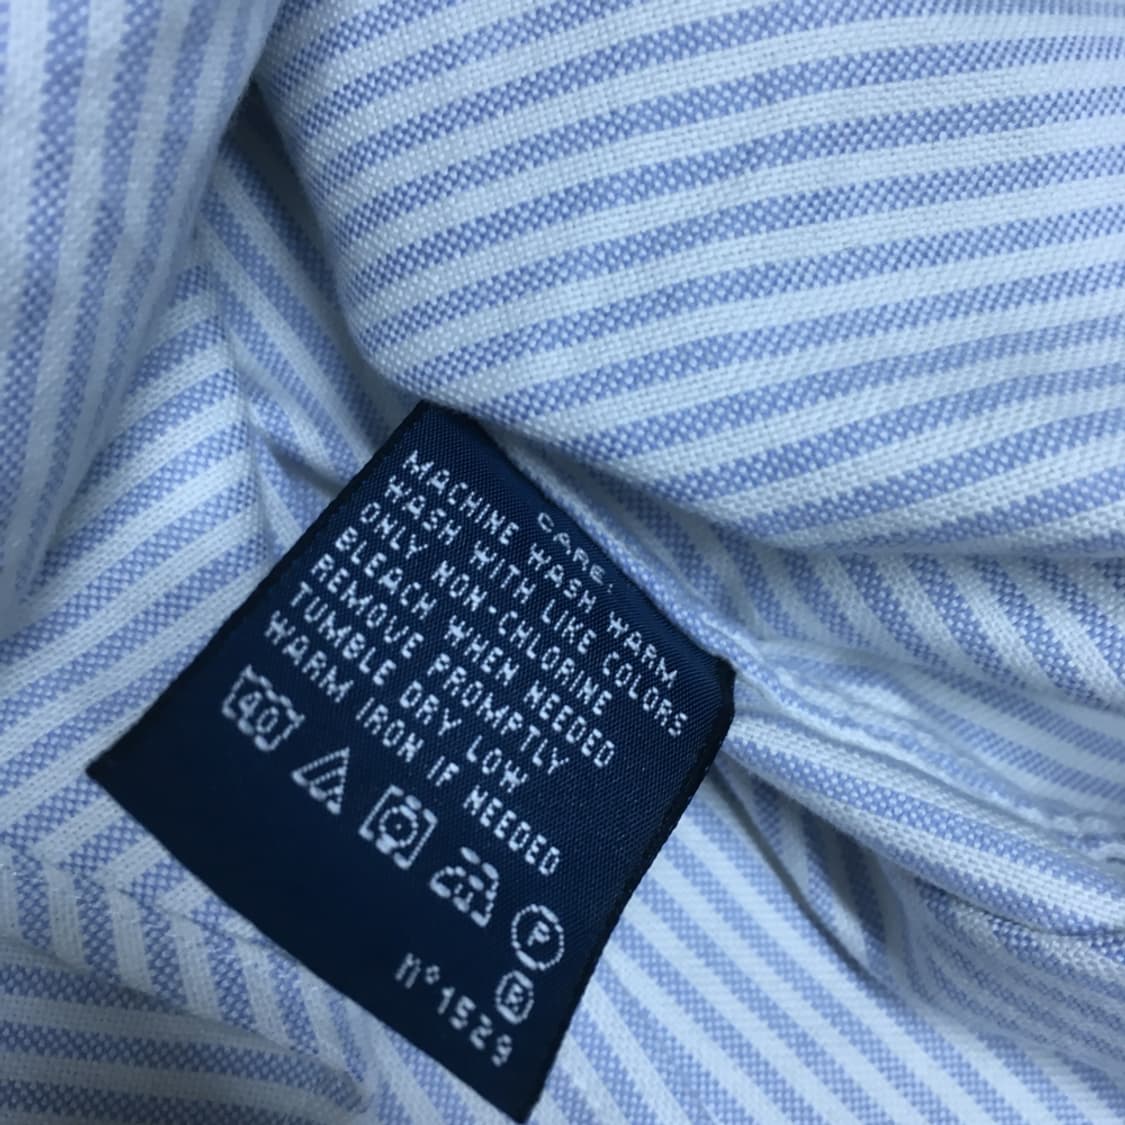 CARE:
MACHINE WASH WARM
WASH WITH LIKE COLORS
ONLY NON-CHLORINE
BLEACH WHEN NEEDED
REMOVE PROMPTLY
TUMBLE DRY LOW
WARM IRON IF NEEDED
40
P
n° 1529